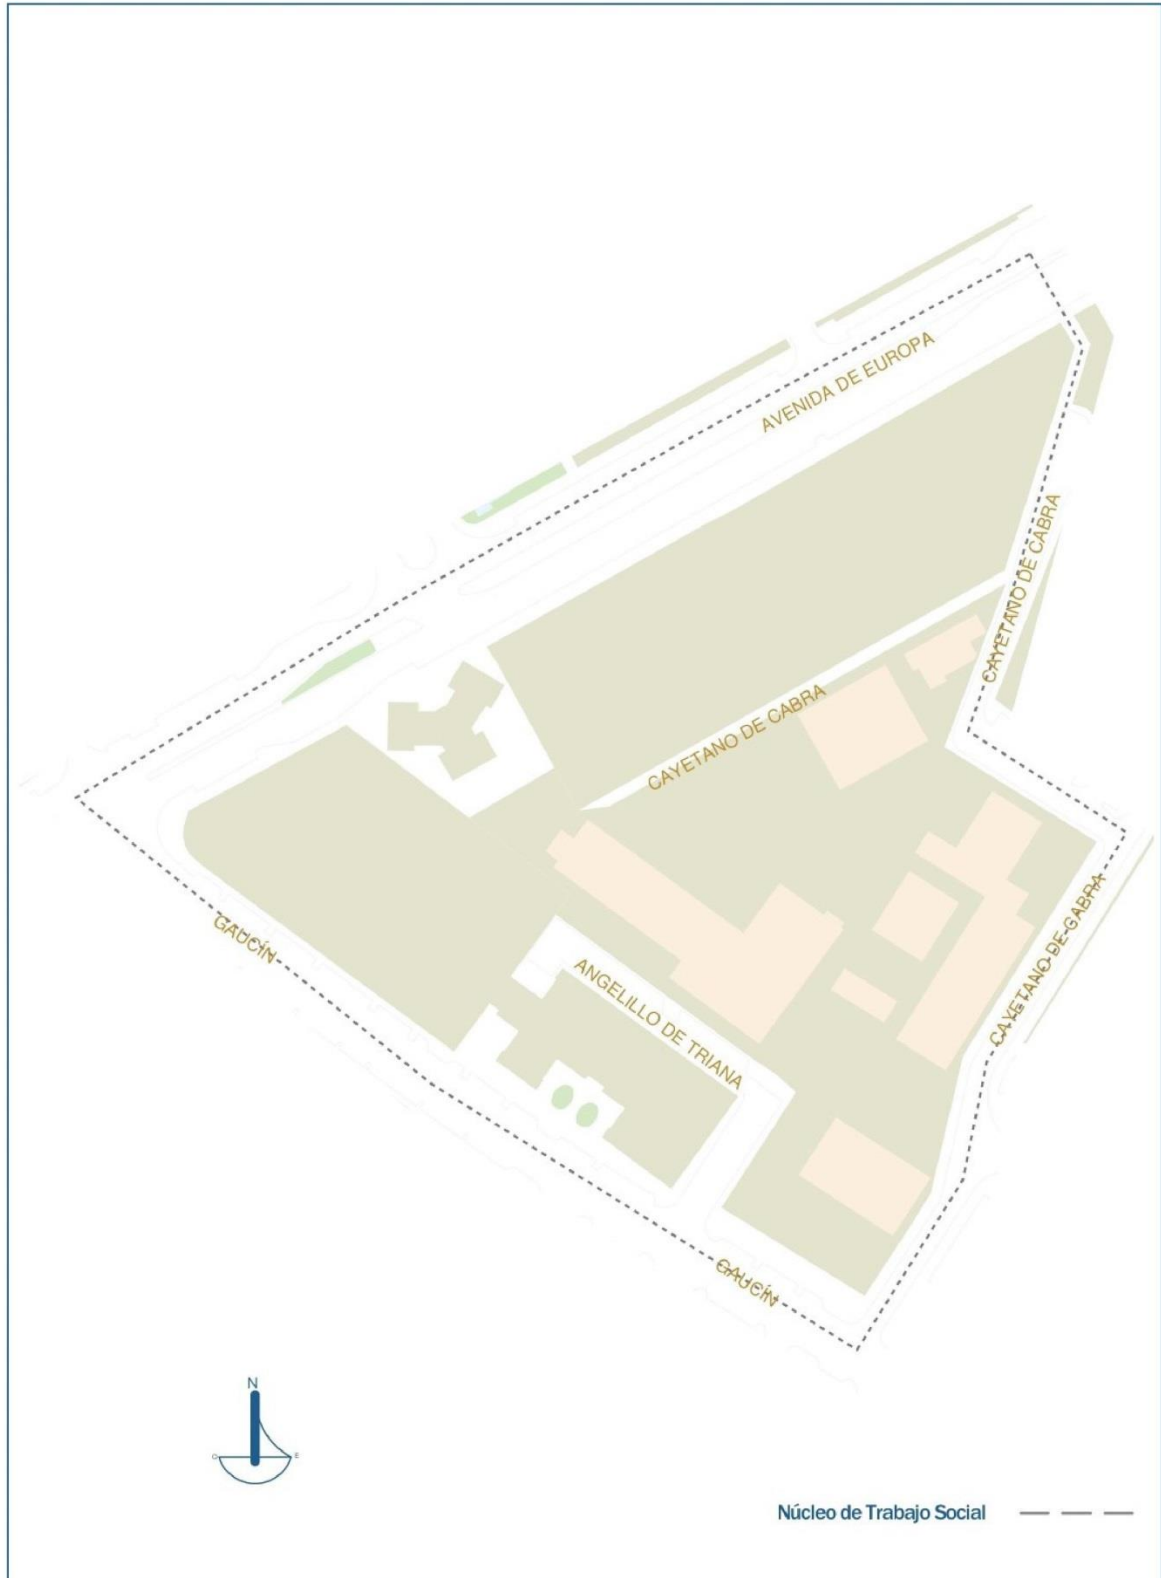 AVENIDA DE EUROPA
CAYETANO DE CABRA
CAYETANO DE CABRA
CAYETANO DE CABRA
GAUCÍN
ANGELILLO DE TRIANA
GAUCÍN
N
O
E
Núcleo de Trabajo Social